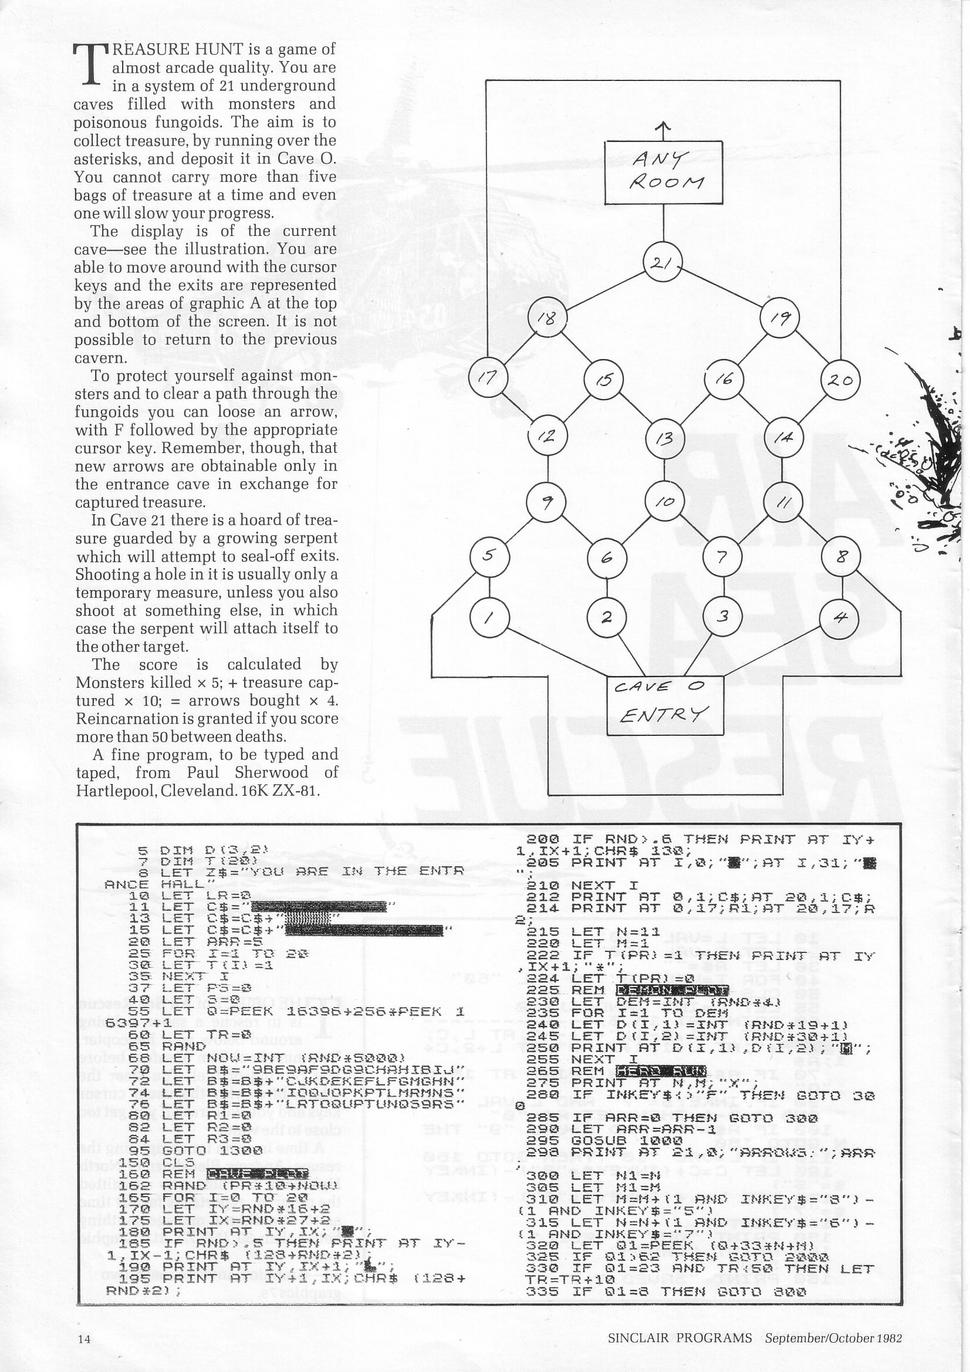 TREASURE HUNT is a game of
almost arcade quality. You are
in a system of 21 underground
caves filled with monsters and
poisonous fungoids. The aim is to
collect treasure, by running over the
asterisks, and deposit it in Cave O.
You cannot carry more than five
bags of treasure at a time and even
one will slow your progress.
The display is of the current
cave—see the illustration. You are
able to move around with the cursor
keys and the exits are represented
by the areas of graphic A at the top
and bottom of the screen. It is not
possible to return to the previous
cavern.
To protect yourself against mon-
sters and to clear a path through the
fungoids you can loose an arrow,
with F followed by the appropriate
cursor key. Remember, though, that
new arrows are obtainable only in
the entrance cave in exchange for
captured treasure.
In Cave 21 there is a hoard of trea-
sure guarded by a growing serpent
which will attempt to seal-off exits.
Shooting a hole in it is usually only a
temporary measure, unless you also
shoot at something else, in which
case the serpent will attach itself to
the other target.
The score is calculated by
Monsters killed × 5; + treasure cap-
tured × 10; = arrows bought × 4.
Reincarnation is granted if you score
more than 50 between deaths.
A fine program, to be typed and
taped, from Paul Sherwood of
Hartlepool, Cleveland. 16K ZX-81.
ANY
ROOM
21
18 19
17 15 16 20
12 13 14
9 10 11
5 6 7 8
1 2 3 4
CAVE O
ENTRY
AIR
SEA
RESCUE
5 DIM D(3,2)
7 DIM T(20)
8 LET Z$="YOU ARE IN THE ENTR
ANCE HALL"
10 LET LR=0
11 LET C$="
13 LET C$=C$+"
15 LET C$=C$+"
20 LET ARR=5
25 FOR I=1 TO 20
30 LET T(I)=1
35 NEXT I
37 LET PS=0
40 LET S=0
55 LET Q=PEEK 16396+256*PEEK 1
6397+1
60 LET TR=0
65 RAND
68 LET NOW=INT (RND*5000)
70 LET B$="9BE9AF9DG9CHAHIBIJ"
72 LET B$=B$+"CJKDEKEFLFGMGHN"
74 LET B$=B$+"IOQJOPKPTLMRMNS"
76 LET B$=B$+"LRTOQUPTUNQS9RS"
80 LET R1=0
82 LET R2=0
84 LET R3=0
95 GOTO 1300
150 CLS
160 REM CAVE PLOT
162 RAND (PR*10+NOW)
165 FOR I=0 TO 20
170 LET IY=RND*16+2
175 LET IX=RND*27+2
180 PRINT AT IY,IX;" ";
185 IF RND>.5 THEN PRINT AT IY-
1,IX-1;CHR$ (128+RND*2);
190 PRINT AT IY,IX+1;" ";
195 PRINT AT IY+1,IX;CHR$ (128+
RND*2);
200 IF RND>.6 THEN PRINT AT IY+
1,IX+1;CHR$ 130;
205 PRINT AT I,0;" ";AT I,31;"
";
210 NEXT I
212 PRINT AT 0,1;C$;AT 20,1;C$;
214 PRINT AT 0,17;R1;AT 20,17;R
2;
215 LET N=11
220 LET M=1
222 IF T(PR)=1 THEN PRINT AT IY
,IX+1;"*";
224 LET T(PR)=0
225 REM DEMON PLOT
230 LET DEM=INT (RND*4)
235 FOR I=1 TO DEM
240 LET D(I,1)=INT (RND*19+1)
245 LET D(I,2)=INT (RND*30+1)
250 PRINT AT D(I,1),D(I,2);" ";
255 NEXT I
265 REM HERO RUN
275 PRINT AT N,M;"X";
280 IF INKEY$<>"F" THEN GOTO 30
0
285 IF ARR=0 THEN GOTO 300
290 LET ARR=ARR-1
295 GOSUB 1000
298 PRINT AT 21,0;"ARROWS:";ARR
;
300 LET N1=N
305 LET M1=M
310 LET M=M+(1 AND INKEY$="8")-
(1 AND INKEY$="5")
315 LET N=N+(1 AND INKEY$="6")-
(1 AND INKEY$="7")
320 LET Q1=PEEK (Q+33*N+M)
325 IF Q1>62 THEN GOTO 2000
330 IF Q1=23 AND TR<50 THEN LET
TR=TR+10
335 IF Q1=8 THEN GOTO 800
14
SINCLAIR PROGRAMS September/October 1982